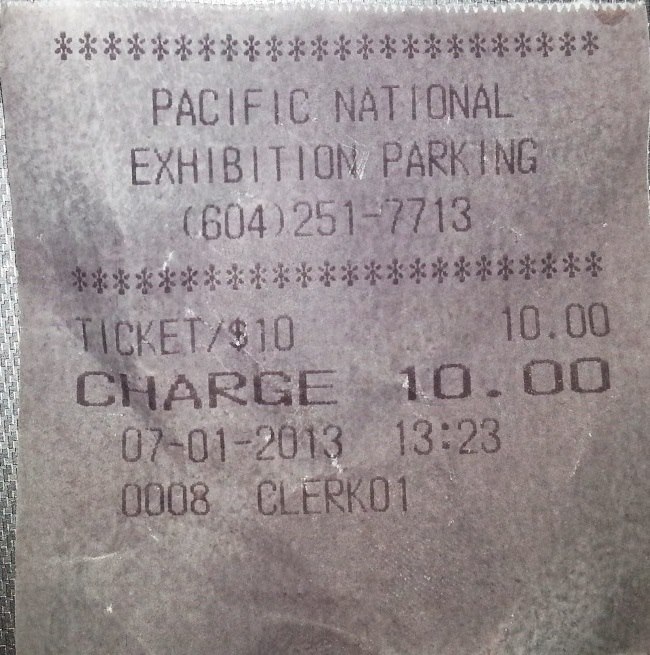 ************************
PACIFIC NATIONAL
EXHIBITION PARKING
(604)251-7713
************************
TICKET/$10 10.00
CHARGE 10.00
07-01-2013 13:23
0008 CLERK01